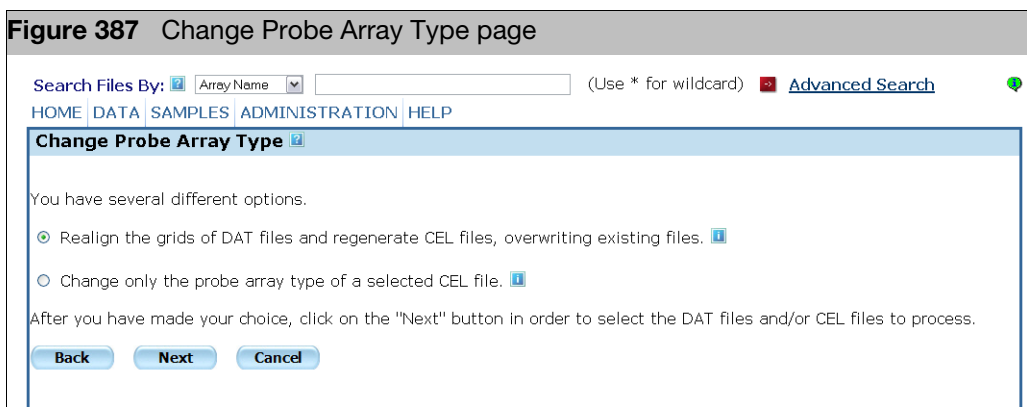 Figure 387 Change Probe Array Type page
Search Files By: Array Name (Use * for wildcard) Advanced Search
HOME DATA SAMPLES ADMINISTRATION HELP
Change Probe Array Type
You have several different options.
Realign the grids of DAT files and regenerate CEL files, overwriting existing files.
Change only the probe array type of a selected CEL file.
After you have made your choice, click on the "Next" button in order to select the DAT files and/or CEL files to process.
Back Next Cancel